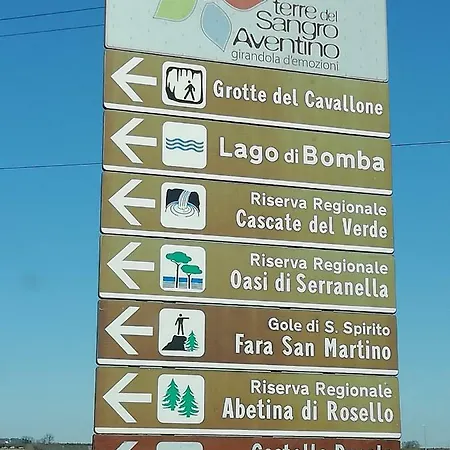 terre del
Sangro
Aventino
girandola d'emozioni
Grotte del Cavallone
Lago di Bomba
Riserva Regionale
Cascate del Verde
Riserva Regionale
Oasi di Serranella
Gole di S. Spirito
Fara San Martino
Riserva Regionale
Abetina di Rosello